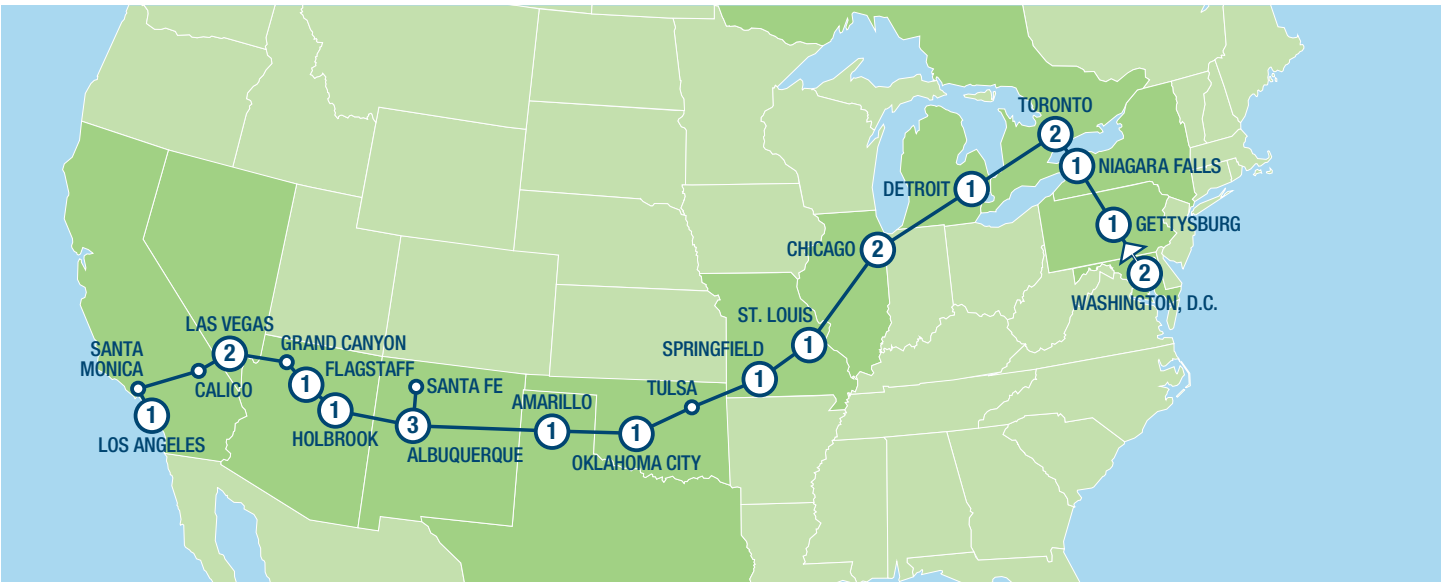 TORONTO
2
1
NIAGARA FALLS
DETROIT
1
1
GETTYSBURG
CHICAGO
2
2
WASHINGTON, D.C.
ST. LOUIS
1
SPRINGFIELD
1
TULSA
LAS VEGAS
2
GRAND CANYON
SANTA
MONICA
CALICO
1
FLAGSTAFF
1
HOLBROOK
SANTA FE
3
ALBUQUERQUE
AMARILLO
1
1
OKLAHOMA CITY
1
LOS ANGELES